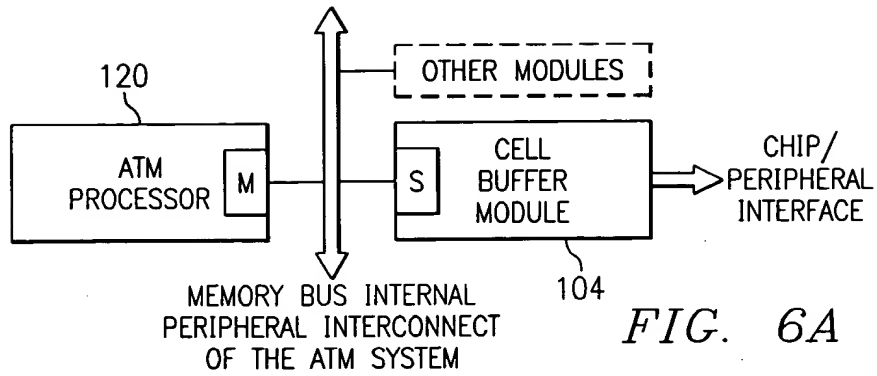 OTHER MODULES
120
ATM
PROCESSOR
M
S
CELL
BUFFER
MODULE
CHIP/
PERIPHERAL
INTERFACE
104
MEMORY BUS INTERNAL
PERIPHERAL INTERCONNECT
OF THE ATM SYSTEM
FIG. 6A